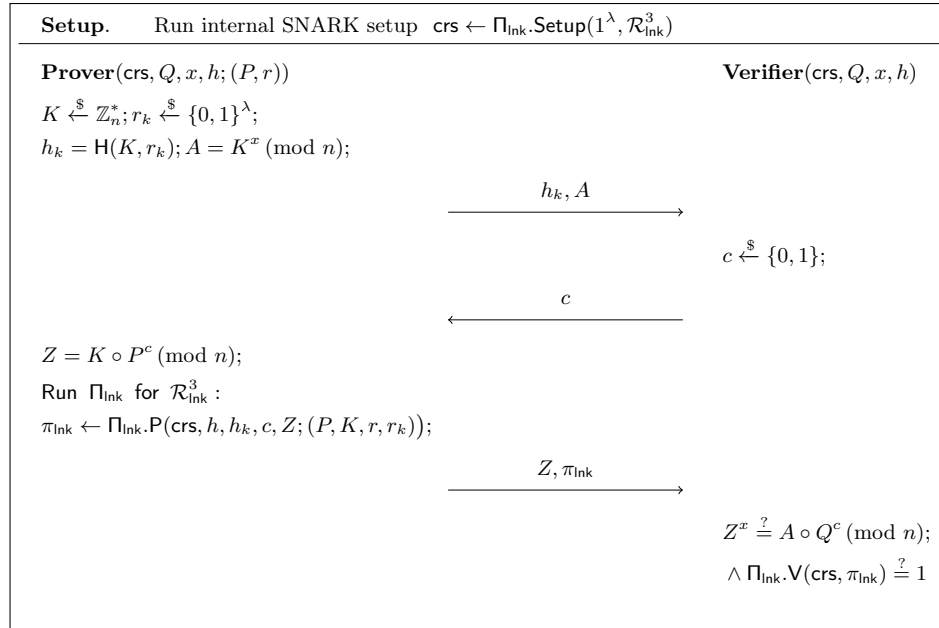 Setup. Run internal SNARK setup crs ← Π_lnk.Setup(1^λ, R^3_lnk)
Prover(crs, Q, x, h; (P, r)) Verifier(crs, Q, x, h)
K ←$ Z*_n; r_k ←$ {0, 1}^λ;
h_k = H(K, r_k); A = K^x (mod n);
h_k, A
c ←$ {0, 1};
c
Z = K ∘ P^c (mod n);
Run Π_lnk for R^3_lnk :
π_lnk ← Π_lnk.P(crs, h, h_k, c, Z; (P, K, r, r_k));
Z, π_lnk
Z^x ?= A ∘ Q^c (mod n);
∧ Π_lnk.V(crs, π_lnk) ?= 1